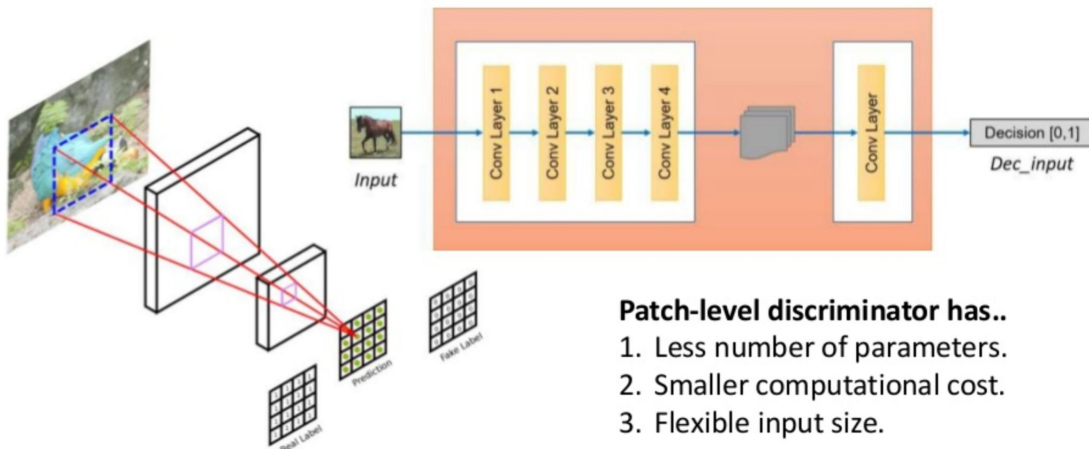 Conv Layer 1
Conv Layer 2
Conv Layer 3
Conv Layer 4
Conv Layer
Input
Decision [0,1]
Dec_input
Prediction
Fake Label
Real Label
Patch-level discriminator has..
1. Less number of parameters.
2. Smaller computational cost.
3. Flexible input size.